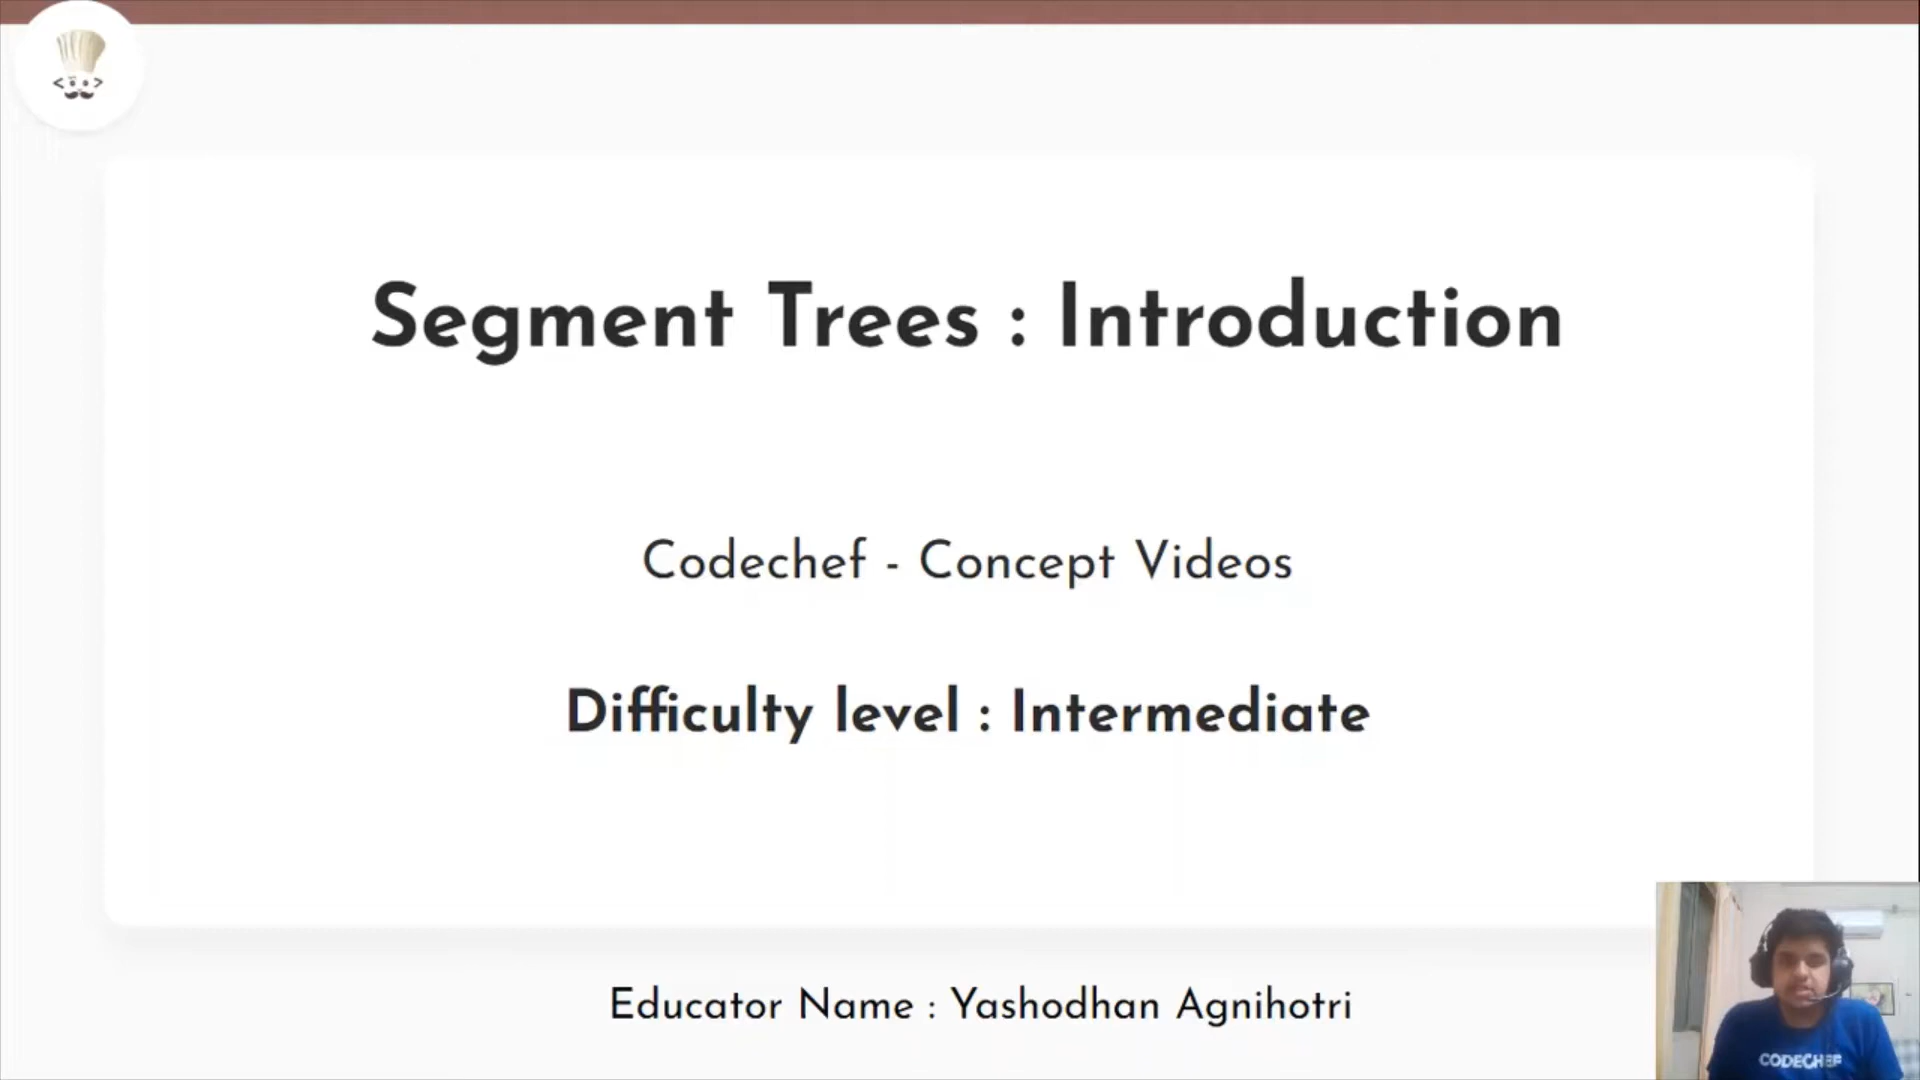 Segment Trees : Introduction
Codechef - Concept Videos
Difficulty level : Intermediate
Educator Name : Yashodhan Agnihotri
CODECHEF